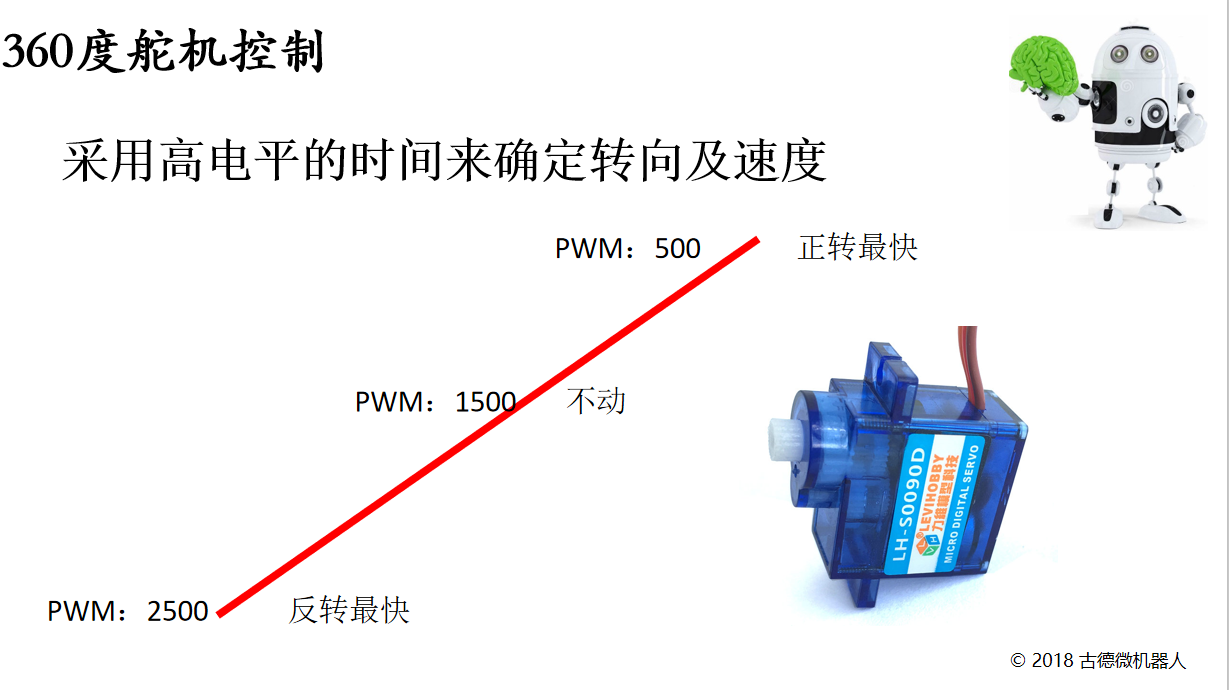 360度舵机控制
采用高电平的时间来确定转向及速度
PWM：500 正转最快
PWM：1500 不动
PWM：2500 反转最快
LH-S0090D
LEVIHOBBY
力維模型科技
MICRO DIGITAL SERVO
© 2018 古德微机器人